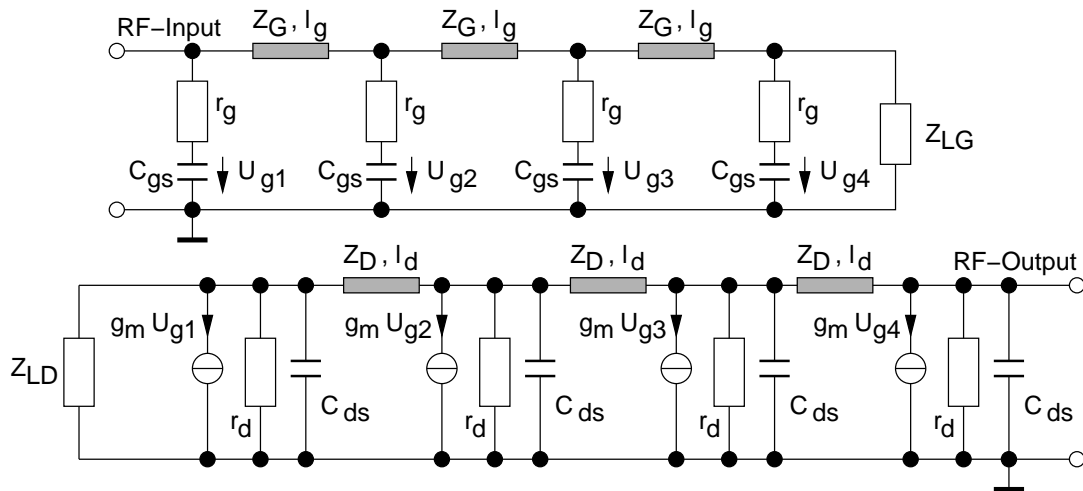 RF–Input
Z_G, l_g Z_G, l_g Z_G, l_g
r_g r_g r_g r_g
Z_LG
C_gs U_g1 C_gs U_g2 C_gs U_g3 C_gs U_g4
Z_D, l_d Z_D, l_d Z_D, l_d
RF–Output
g_m U_g1 g_m U_g2 g_m U_g3 g_m U_g4
Z_LD
C_ds C_ds C_ds C_ds
r_d r_d r_d r_d